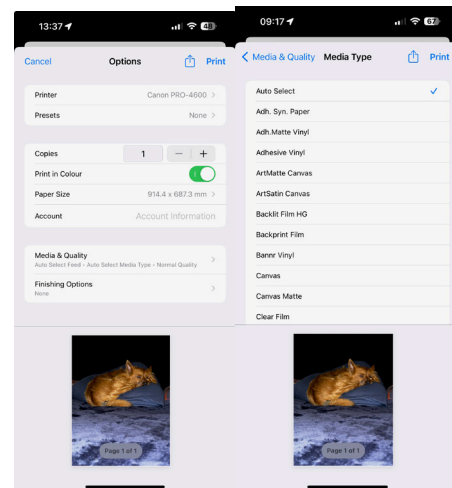 13:37
48
Cancel
Options
Print
Printer
Canon PRO-4600
Presets
None
Copies
1
− +
Print in Colour
Paper Size
914.4 x 687.3 mm
Account
Account Information
Media & Quality
Auto Select Feed • Auto Select Media Type • Normal Quality
Finishing Options
None
Page 1 of 1
09:17
67
Media & Quality
Media Type
Print
Auto Select
Adh. Syn. Paper
Adh.Matte Vinyl
Adhesive Vinyl
ArtMatte Canvas
ArtSatin Canvas
Backlit Film HG
Backprint Film
Bannr Vinyl
Canvas
Canvas Matte
Clear Film
Page 1 of 1